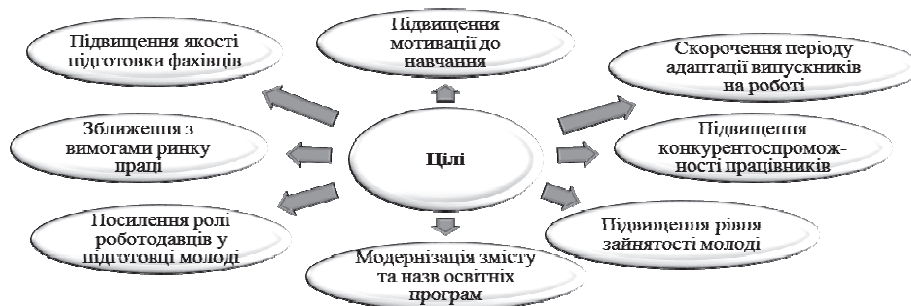 Підвищення
мотивації до
навчання
Підвищення якості
підготовки фахівців
Скорочення періоду
адаптації випускників
на роботі
Зближення з
вимогами ринку
праці
Цілі
Підвищення
конкурентоспромож-
ності працівників
Посилення ролі
роботодавців у
підготовці молоді
Підвищення рівня
зайнятості молоді
Модернізація змісту
та назв освітніх
програм